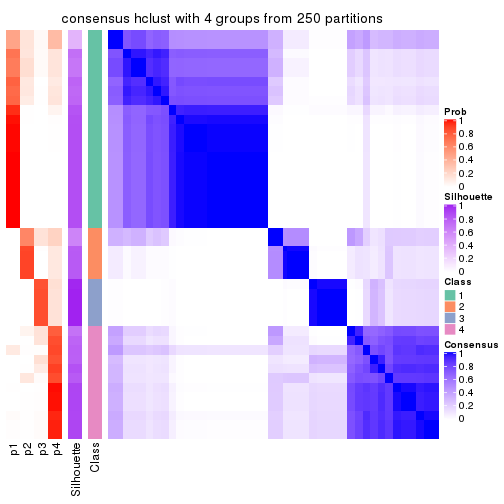 consensus hclust with 4 groups from 250 partitions
Prob
1
0.8
0.6
0.4
0.2
0
Silhouette
1
0.8
0.6
0.4
0.2
0
Class
1
2
3
4
Consensus
1
0.8
0.6
0.4
0.2
0
p1
p2
p3
p4
Silhouette
Class